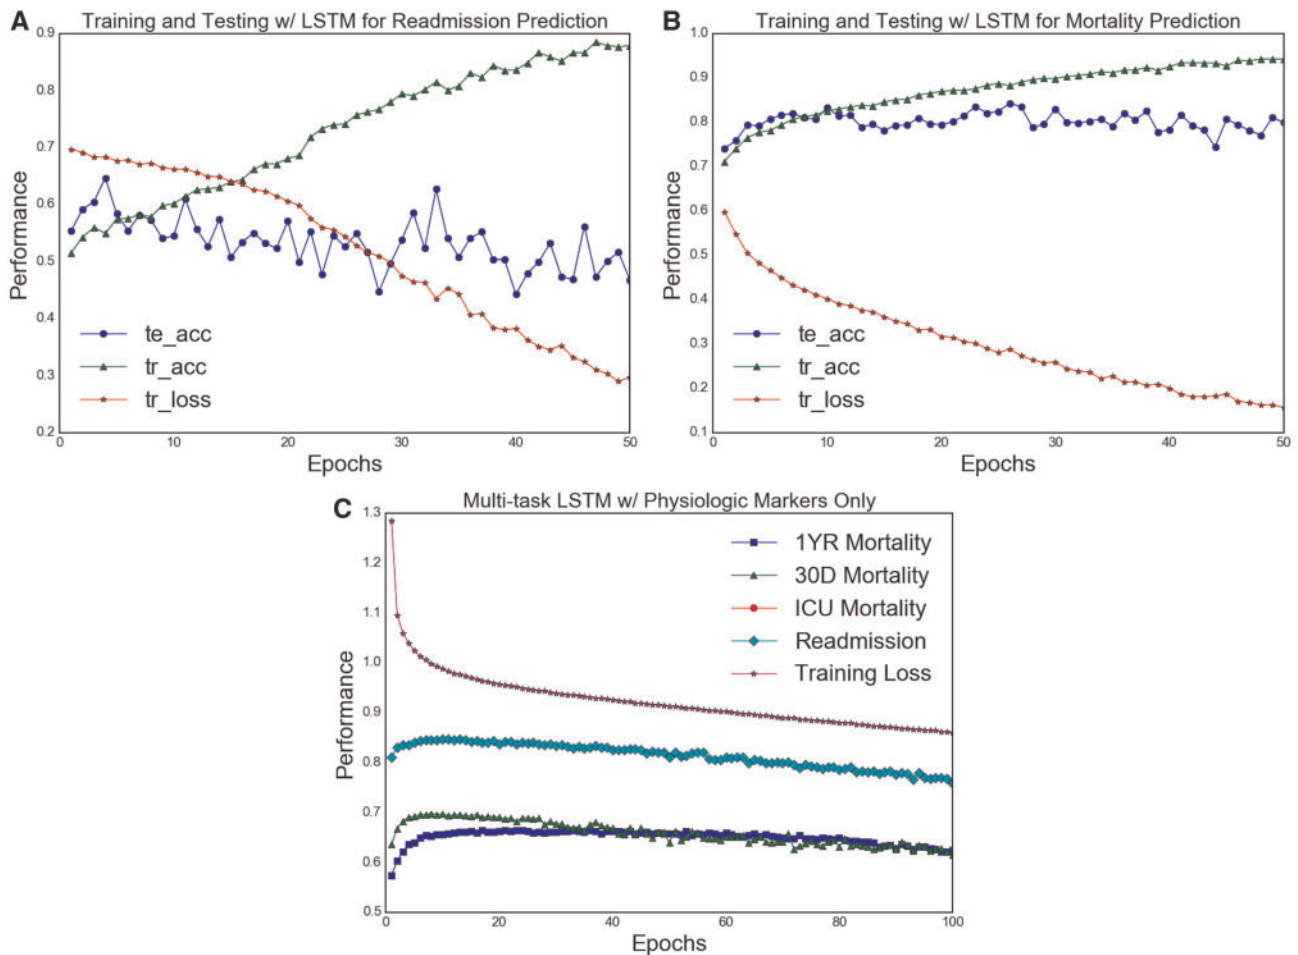 A
Training and Testing w/ LSTM for Readmission Prediction
0.9
0.8
0.7
0.6
0.5
0.4
0.3
0.2
Performance
te_acc
tr_acc
tr_loss
0 10 20 30 40 50
Epochs
B
Training and Testing w/ LSTM for Mortality Prediction
1.0
0.9
0.8
0.7
0.6
0.5
0.4
0.3
0.2
0.1
Performance
te_acc
tr_acc
tr_loss
0 10 20 30 40 50
Epochs
C
Multi-task LSTM w/ Physiologic Markers Only
1.3
1.2
1.1
1.0
0.9
0.8
0.7
0.6
0.5
Performance
1YR Mortality
30D Mortality
ICU Mortality
Readmission
Training Loss
0 20 40 60 80 100
Epochs